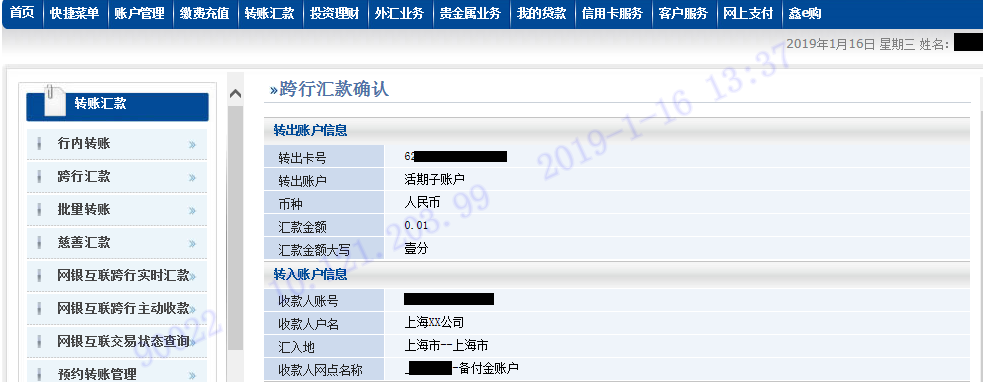 首页 快捷菜单 账户管理 缴费充值 转账汇款 投资理财 外汇业务 贵金属业务 我的贷款 信用卡服务 客户服务 网上支付 鑫e购
2019年1月16日 星期三 姓名:
转账汇款
行内转账 »
跨行汇款 »
批量转账 »
慈善汇款 »
网银互联跨行实时汇款 »
网银互联跨行主动收款 »
网银互联交易状态查询 »
预约转账管理 »
»跨行汇款确认
转出账户信息
转出卡号 62
转出账户 活期子账户
币种 人民币
汇款金额 0.01
汇款金额大写 壹分
转入账户信息
收款人账号
收款人户名 上海XX公司
汇入地 上海市--上海市
收款人网点名称 -备付金账户
90022 10.121.203.99 2019-1-16 13:37